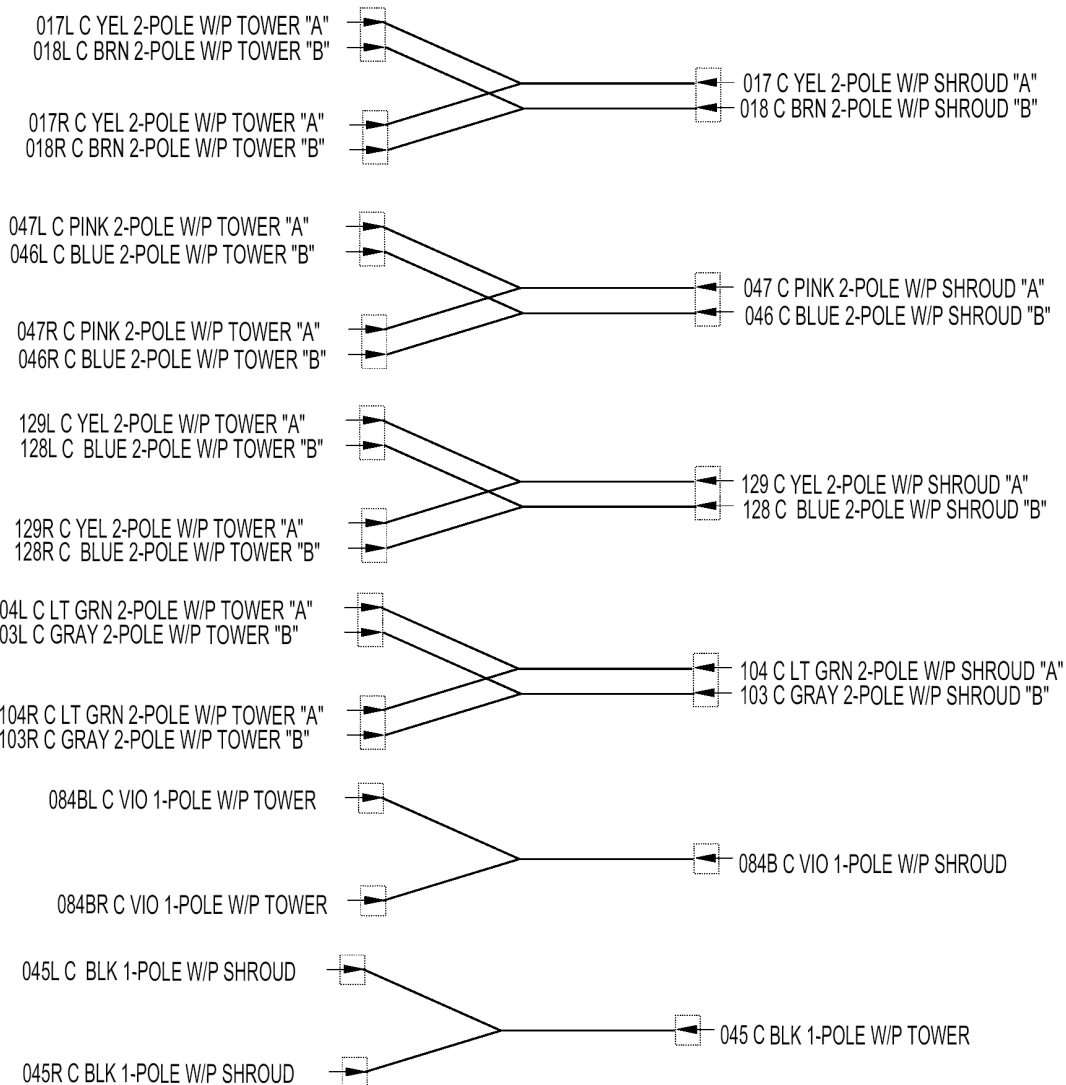 017L C YEL 2-POLE W/P TOWER "A"
018L C BRN 2-POLE W/P TOWER "B"
017 C YEL 2-POLE W/P SHROUD "A"
018 C BRN 2-POLE W/P SHROUD "B"
017R C YEL 2-POLE W/P TOWER "A"
018R C BRN 2-POLE W/P TOWER "B"
047L C PINK 2-POLE W/P TOWER "A"
046L C BLUE 2-POLE W/P TOWER "B"
047 C PINK 2-POLE W/P SHROUD "A"
046 C BLUE 2-POLE W/P SHROUD "B"
047R C PINK 2-POLE W/P TOWER "A"
046R C BLUE 2-POLE W/P TOWER "B"
129L C YEL 2-POLE W/P TOWER "A"
128L C BLUE 2-POLE W/P TOWER "B"
129 C YEL 2-POLE W/P SHROUD "A"
128 C BLUE 2-POLE W/P SHROUD "B"
129R C YEL 2-POLE W/P TOWER "A"
128R C BLUE 2-POLE W/P TOWER "B"
04L C LT GRN 2-POLE W/P TOWER "A"
03L C GRAY 2-POLE W/P TOWER "B"
104 C LT GRN 2-POLE W/P SHROUD "A"
103 C GRAY 2-POLE W/P SHROUD "B"
104R C LT GRN 2-POLE W/P TOWER "A"
103R C GRAY 2-POLE W/P TOWER "B"
084BL C VIO 1-POLE W/P TOWER
084B C VIO 1-POLE W/P SHROUD
084BR C VIO 1-POLE W/P TOWER
045L C BLK 1-POLE W/P SHROUD
045 C BLK 1-POLE W/P TOWER
045R C BLK 1-POLE W/P SHROUD